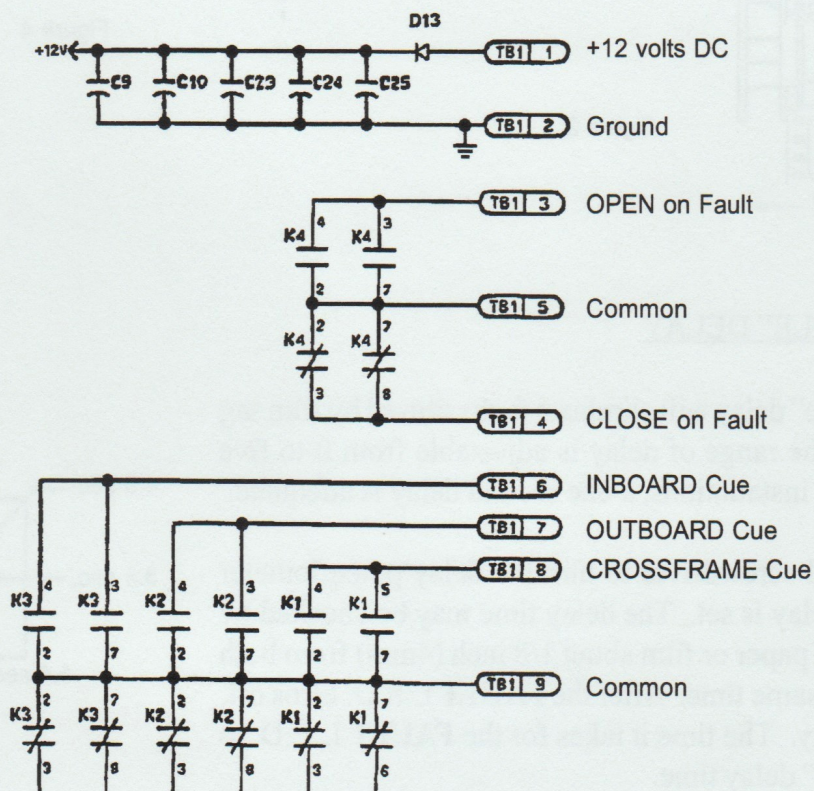 D13
+12V TB1 1 +12 volts DC
C9 C10 C23 C24 C25
TB1 2 Ground
TB1 3 OPEN on Fault
4 3
K4 K4
2 7
TB1 5 Common
2 7
K4 K4
3 8
TB1 4 CLOSE on Fault
TB1 6 INBOARD Cue
TB1 7 OUTBOARD Cue
TB1 8 CROSSFRAME Cue
4 3 4 3 4 5
K3 K3 K2 K2 K1 K1
2 7 2 7 2 7
TB1 9 Common
2 7 2 7 2 7
K3 K3 K2 K2 K1 K1
3 8 3 8 3 6